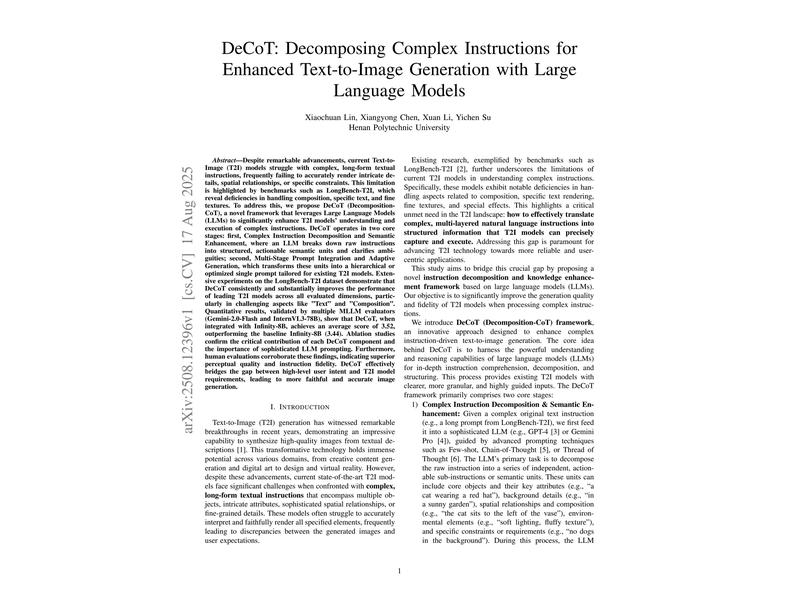 DeCoT: Decomposing Complex Instructions for
Enhanced Text-to-Image Generation with Large
Language Models
Xiaochuan Lin, Xiangyong Chen, Xuan Li, Yichen Su
Henan Polytechnic University
arXiv:2508.12396v1 [cs.CV] 17 Aug 2025
Abstract—Despite remarkable advancements, current Text-to-
Image (T2I) models struggle with complex, long-form textual
instructions, frequently failing to accurately render intricate de-
tails, spatial relationships, or specific constraints. This limitation
is highlighted by benchmarks such as LongBench-T2I, which
reveal deficiencies in handling composition, specific text, and fine
textures. To address this, we propose DeCoT (Decomposition-
CoT), a novel framework that leverages Large Language Models
(LLMs) to significantly enhance T2I models' understanding and
execution of complex instructions. DeCoT operates in two core
stages: first, Complex Instruction Decomposition and Semantic
Enhancement, where an LLM breaks down raw instructions
into structured, actionable semantic units and clarifies ambi-
guities; second, Multi-Stage Prompt Integration and Adaptive
Generation, which transforms these units into a hierarchical or
optimized single prompt tailored for existing T2I models. Exten-
sive experiments on the LongBench-T2I dataset demonstrate that
DeCoT consistently and substantially improves the performance
of leading T2I models across all evaluated dimensions, partic-
ularly in challenging aspects like "Text" and "Composition".
Quantitative results, validated by multiple MLLM evaluators
(Gemini-2.0-Flash and InternVL3-78B), show that DeCoT, when
integrated with Infinity-8B, achieves an average score of 3.52,
outperforming the baseline Infinity-8B (3.44). Ablation studies
confirm the critical contribution of each DeCoT component and
the importance of sophisticated LLM prompting. Furthermore,
human evaluations corroborate these findings, indicating superior
perceptual quality and instruction fidelity. DeCoT effectively
bridges the gap between high-level user intent and T2I model
requirements, leading to more faithful and accurate image
generation.
I. Introduction
Text-to-Image (T2I) generation has witnessed remarkable
breakthroughs in recent years, demonstrating an impressive
capability to synthesize high-quality images from textual de-
scriptions [1]. This transformative technology holds immense
potential across various domains, from creative content gen-
eration and digital art to design and virtual reality. However,
despite these advancements, current state-of-the-art T2I mod-
els face significant challenges when confronted with complex,
long-form textual instructions that encompass multiple ob-
jects, intricate attributes, sophisticated spatial relationships, or
fine-grained details. These models often struggle to accurately
interpret and faithfully render all specified elements, frequently
leading to discrepancies between the generated images and
user expectations.
Existing research, exemplified by benchmarks such as
LongBench-T2I [2], further underscores the limitations of
current T2I models in understanding complex instructions.
Specifically, these models exhibit notable deficiencies in han-
dling aspects related to composition, specific text rendering,
fine textures, and special effects. This highlights a critical
unmet need in the T2I landscape: how to effectively translate
complex, multi-layered natural language instructions into
structured information that T2I models can precisely
capture and execute. Addressing this gap is paramount for
advancing T2I technology towards more reliable and user-
centric applications.
This study aims to bridge this crucial gap by proposing a
novel instruction decomposition and knowledge enhance-
ment framework based on large language models (LLMs).
Our objective is to significantly improve the generation quality
and fidelity of T2I models when processing complex instruc-
tions.
We introduce DeCoT (Decomposition-CoT) framework,
an innovative approach designed to enhance complex
instruction-driven text-to-image generation. The core idea
behind DeCoT is to harness the powerful understanding
and reasoning capabilities of large language models (LLMs)
for in-depth instruction comprehension, decomposition, and
structuring. This process provides existing T2I models with
clearer, more granular, and highly guided inputs. The DeCoT
framework primarily comprises two core stages:
1) Complex Instruction Decomposition & Semantic En-
hancement: Given a complex original text instruction
(e.g., a long prompt from LongBench-T2I), we first feed
it into a sophisticated LLM (e.g., GPT-4 [3] or Gemini
Pro [4]), guided by advanced prompting techniques
such as Few-shot, Chain-of-Thought [5], or Thread of
Thought [6]. The LLM's primary task is to decompose
the raw instruction into a series of independent, action-
able sub-instructions or semantic units. These units can
include core objects and their key attributes (e.g., "a
cat wearing a red hat"), background details (e.g., "in
a sunny garden"), spatial relationships and composition
(e.g., "the cat sits to the left of the vase"), environ-
mental elements (e.g., "soft lighting, fluffy texture"),
and specific constraints or requirements (e.g., "no dogs
in the background"). During this process, the LLM
1